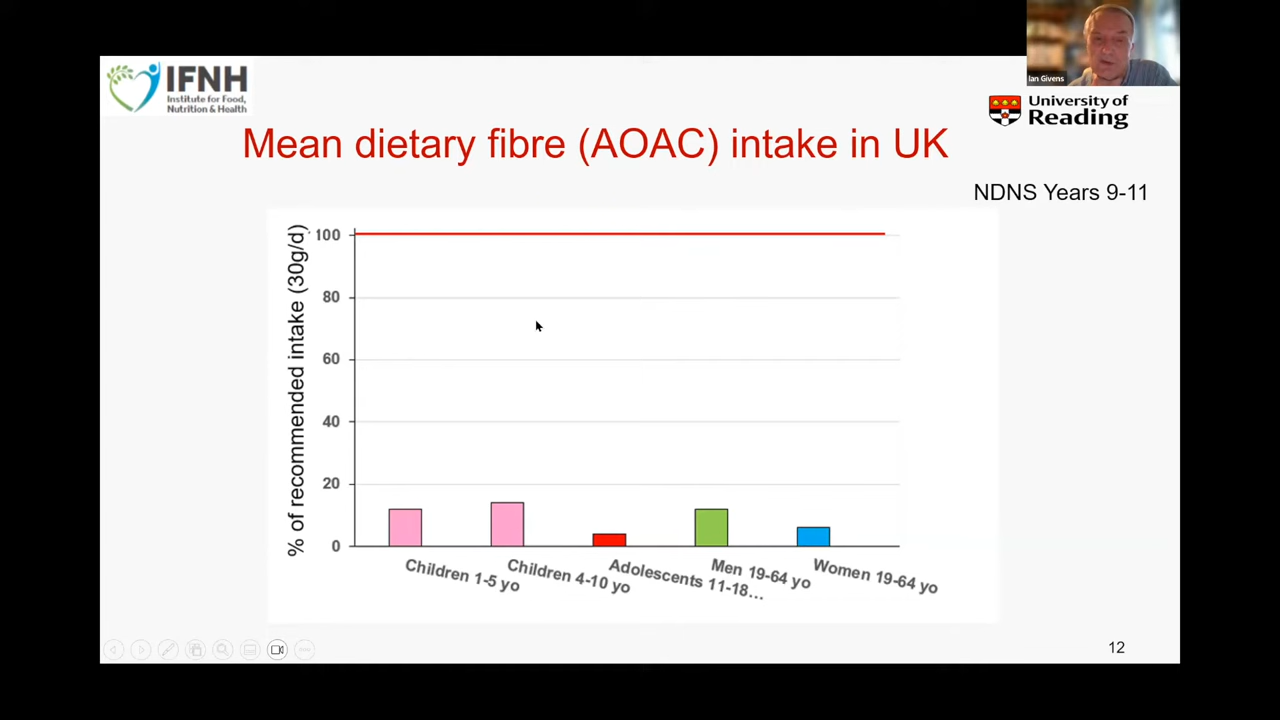 Ian Givens
IFNH
Institute for Food,
Nutrition & Health
University of
Reading
Mean dietary fibre (AOAC) intake in UK
NDNS Years 9-11
% of recommended intake (30g/d)
100
80
60
40
20
0
Children 1-5 yo
Children 4-10 yo
Adolescents 11-18...
Men 19-64 yo
Women 19-64 yo
12